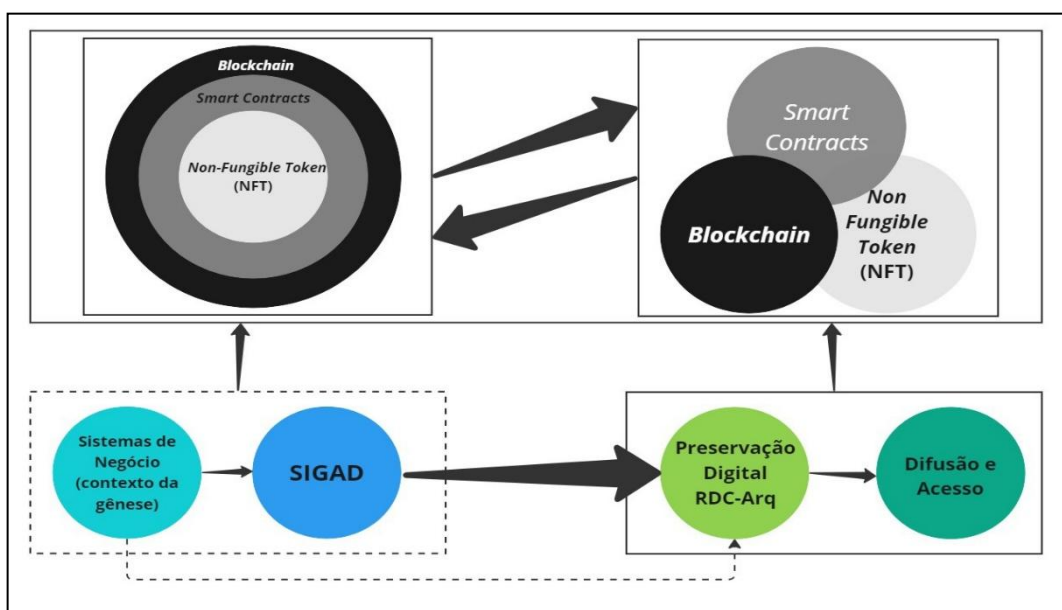 Blockchain
Smart Contracts
Non-Fungible Token
(NFT)
Smart
Contracts
Blockchain
Non
Fungible
Token
(NFT)
Sistemas de
Negócio
(contexto da
gênese)
SIGAD
Preservação
Digital
RDC-Arq
Difusão e
Acesso